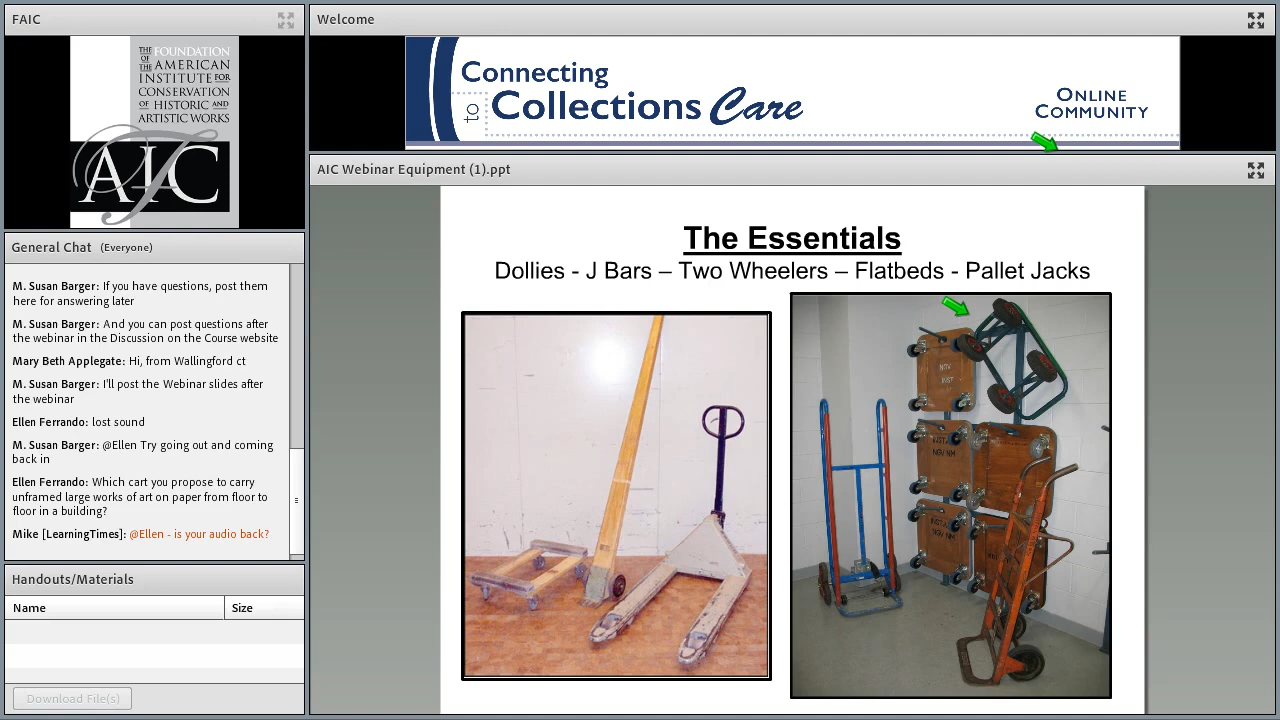 FAIC
THE FOUNDATION
OF THE AMERICAN
INSTITUTE FOR
CONSERVATION
OF HISTORIC AND
ARTISTIC WORKS
AIC
General Chat (Everyone)
M. Susan Barger: If you have questions, post them
here for answering later
M. Susan Barger: And you can post questions after
the webinar in the Discussion on the Course website
Mary Beth Applegate: Hi, from Wallingford ct
M. Susan Barger: I'll post the Webinar slides after
the webinar
Ellen Ferrando: lost sound
M. Susan Barger: @Ellen Try going out and coming
back in
Ellen Ferrando: Which cart you propose to carry
unframed large works of art on paper from floor to
floor in a building?
Mike [LearningTimes]: @Ellen - is your audio back?
Handouts/Materials
Name Size
Download File(s)
Welcome
Connecting
to Collections Care
ONLINE
COMMUNITY
AIC Webinar Equipment (1).ppt
The Essentials
Dollies - J Bars – Two Wheelers – Flatbeds - Pallet Jacks
NGV
INST
NGV NM
NGV NM